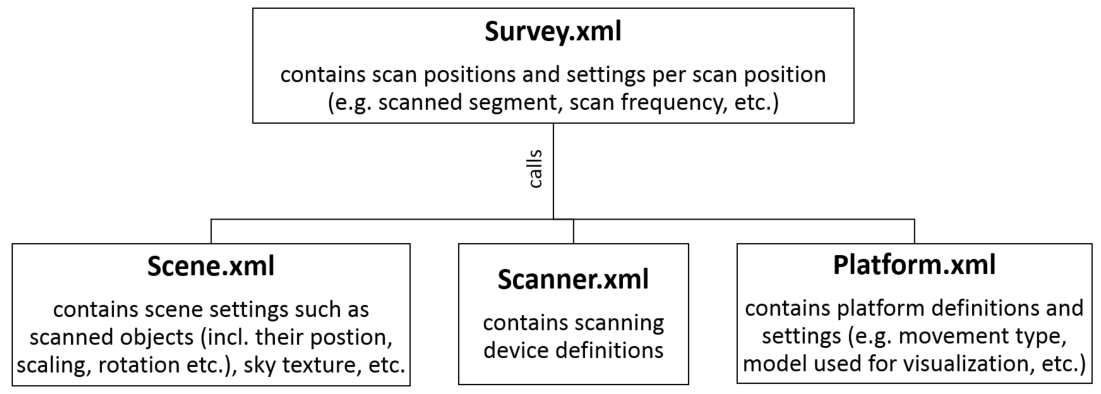 Survey.xml
contains scan positions and settings per scan position
(e.g. scanned segment, scan frequency, etc.)
calls
Scene.xml
contains scene settings such as
scanned objects (incl. their postion,
scaling, rotation etc.), sky texture, etc.
Scanner.xml
contains scanning
device definitions
Platform.xml
contains platform definitions and
settings (e.g. movement type,
model used for visualization, etc.)